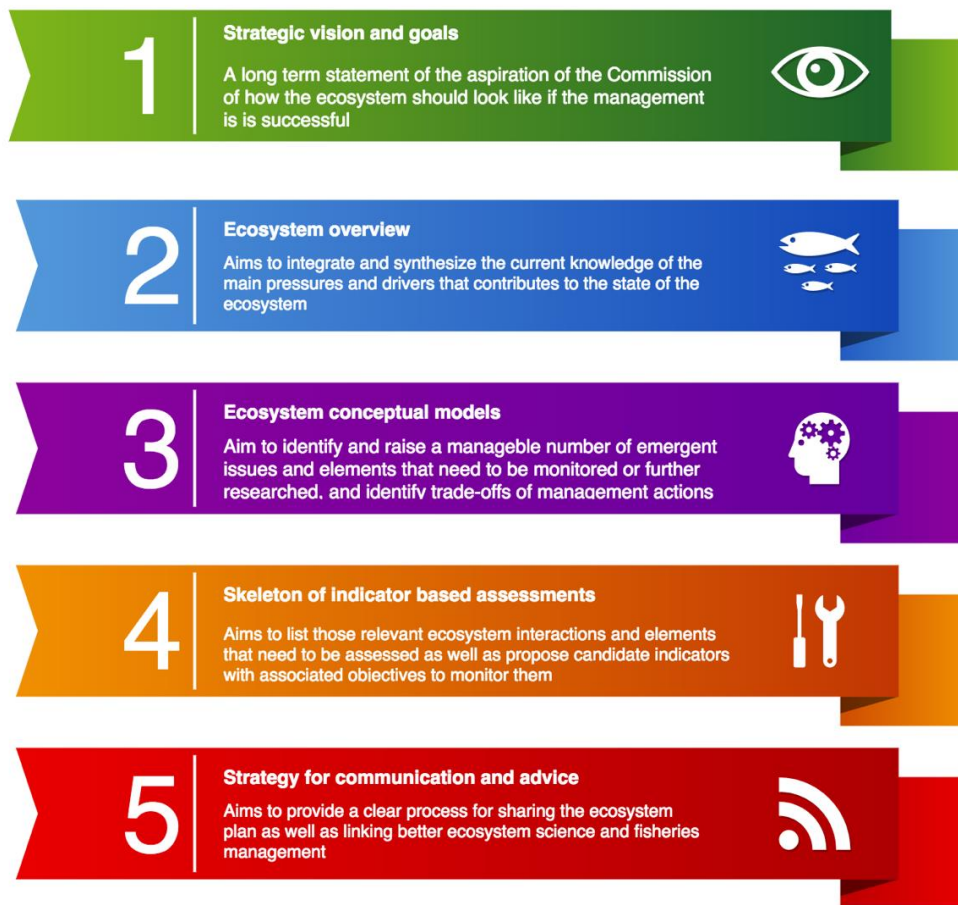 1
Strategic vision and goals
A long term statement of the aspiration of the Commission
of how the ecosystem should look like if the management
is is successful
2
Ecosystem overview
Aims to integrate and synthesize the current knowledge of the
main pressures and drivers that contributes to the state of the
ecosystem
3
Ecosystem conceptual models
Aim to identify and raise a manageble number of emergent
issues and elements that need to be monitored or further
researched, and identify trade-offs of management actions
4
Skeleton of indicator based assessments
Aims to list those relevant ecosystem interactions and elements
that need to be assessed as well as propose candidate indicators
with associated objectives to monitor them
5
Strategy for communication and advice
Aims to provide a clear process for sharing the ecosystem
plan as well as linking better ecosystem science and fisheries
management